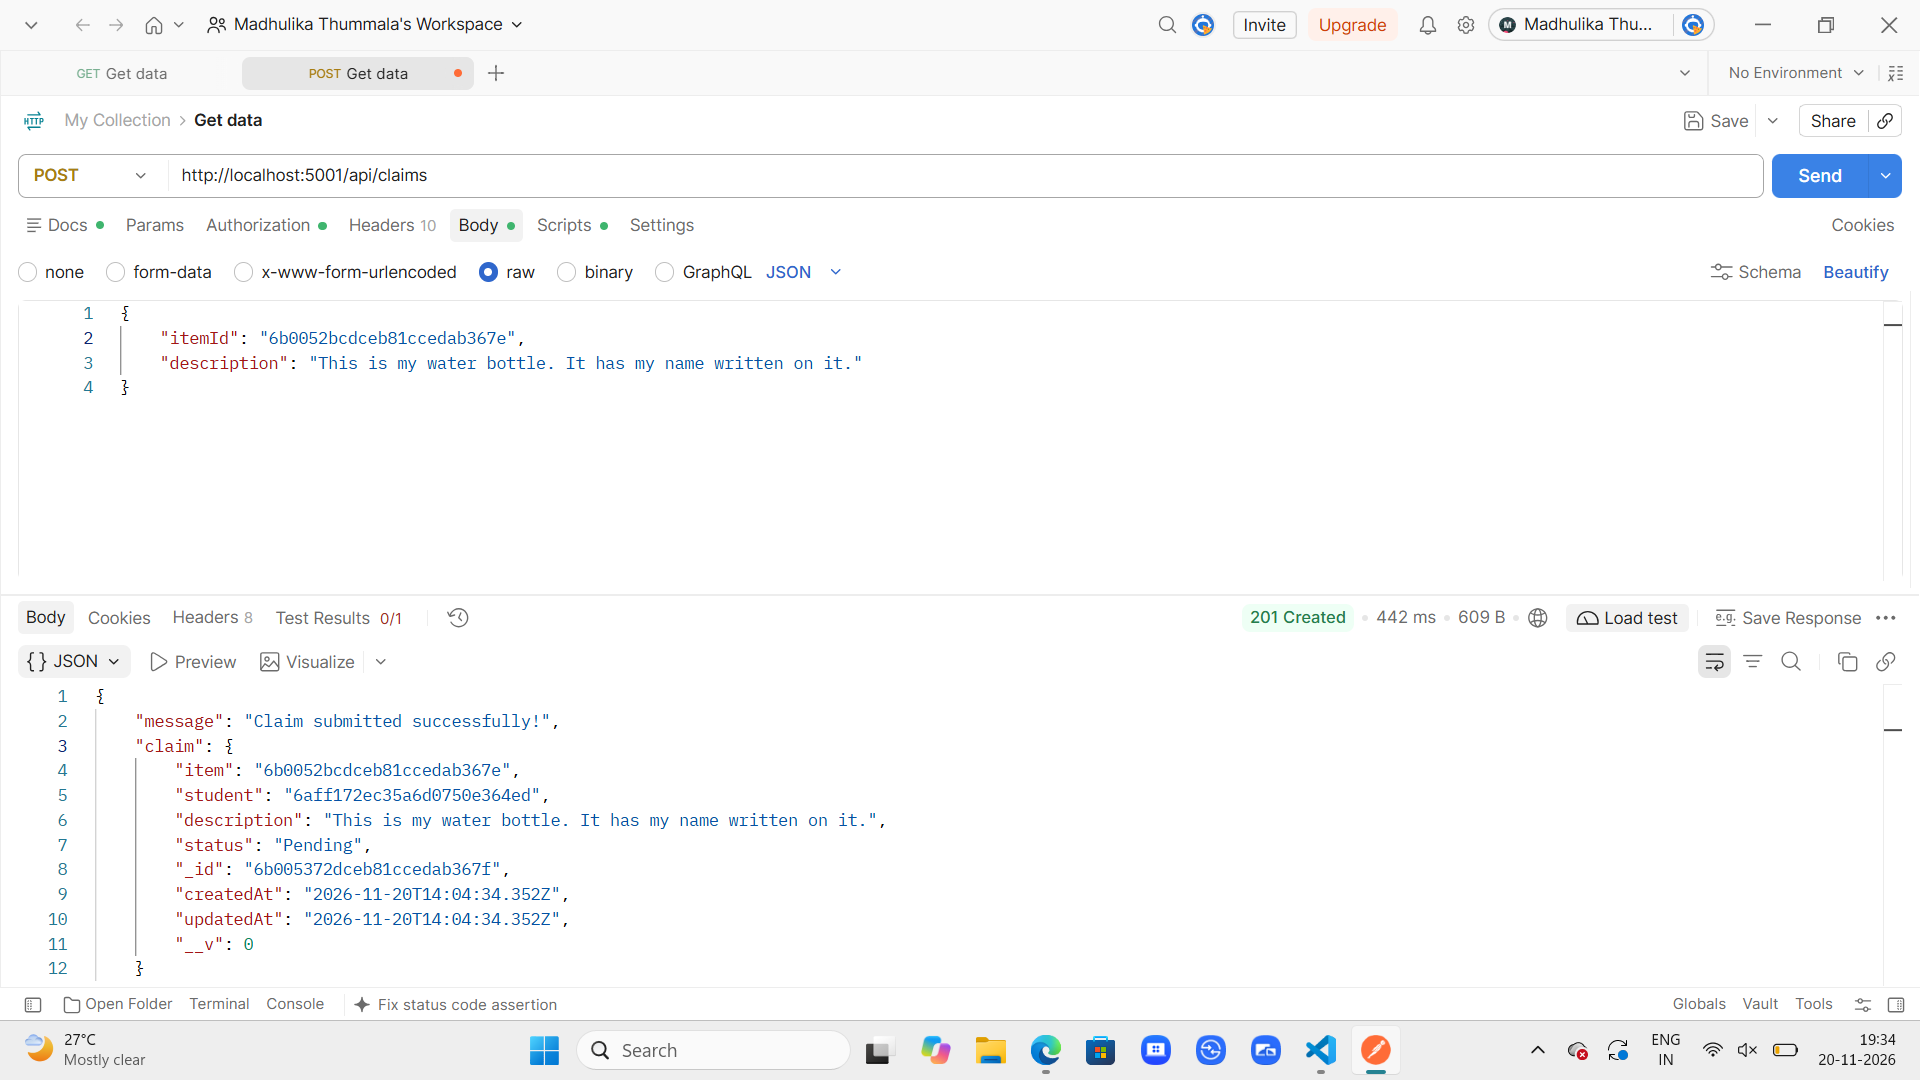 Madhulika Thummala's Workspace
Invite
Upgrade
M
Madhulika Thu...
GET Get data
POST Get data
No Environment
HTTP
My Collection > Get data
Save
Share
POST
http://localhost:5001/api/claims
Send
Docs
Params
Authorization
Headers 10
Body
Scripts
Settings
Cookies
none
form-data
x-www-form-urlencoded
raw
binary
GraphQL
JSON
Schema
Beautify
1 {
2 "itemId": "6b0052bcdceb81ccedab367e",
3 "description": "This is my water bottle. It has my name written on it."
4 }
Body
Cookies
Headers 8
Test Results 0/1
201 Created
442 ms
609 B
Load test
e.g. Save Response
{ } JSON
Preview
Visualize
1 {
2 "message": "Claim submitted successfully!",
3 "claim": {
4 "item": "6b0052bcdceb81ccedab367e",
5 "student": "6aff172ec35a6d0750e364ed",
6 "description": "This is my water bottle. It has my name written on it.",
7 "status": "Pending",
8 "_id": "6b005372dceb81ccedab367f",
9 "createdAt": "2026-11-20T14:04:34.352Z",
10 "updatedAt": "2026-11-20T14:04:34.352Z",
11 "__v": 0
12 }
Open Folder
Terminal
Console
Fix status code assertion
Globals
Vault
Tools
27°C
Mostly clear
Search
ENG
IN
19:34
20-11-2026